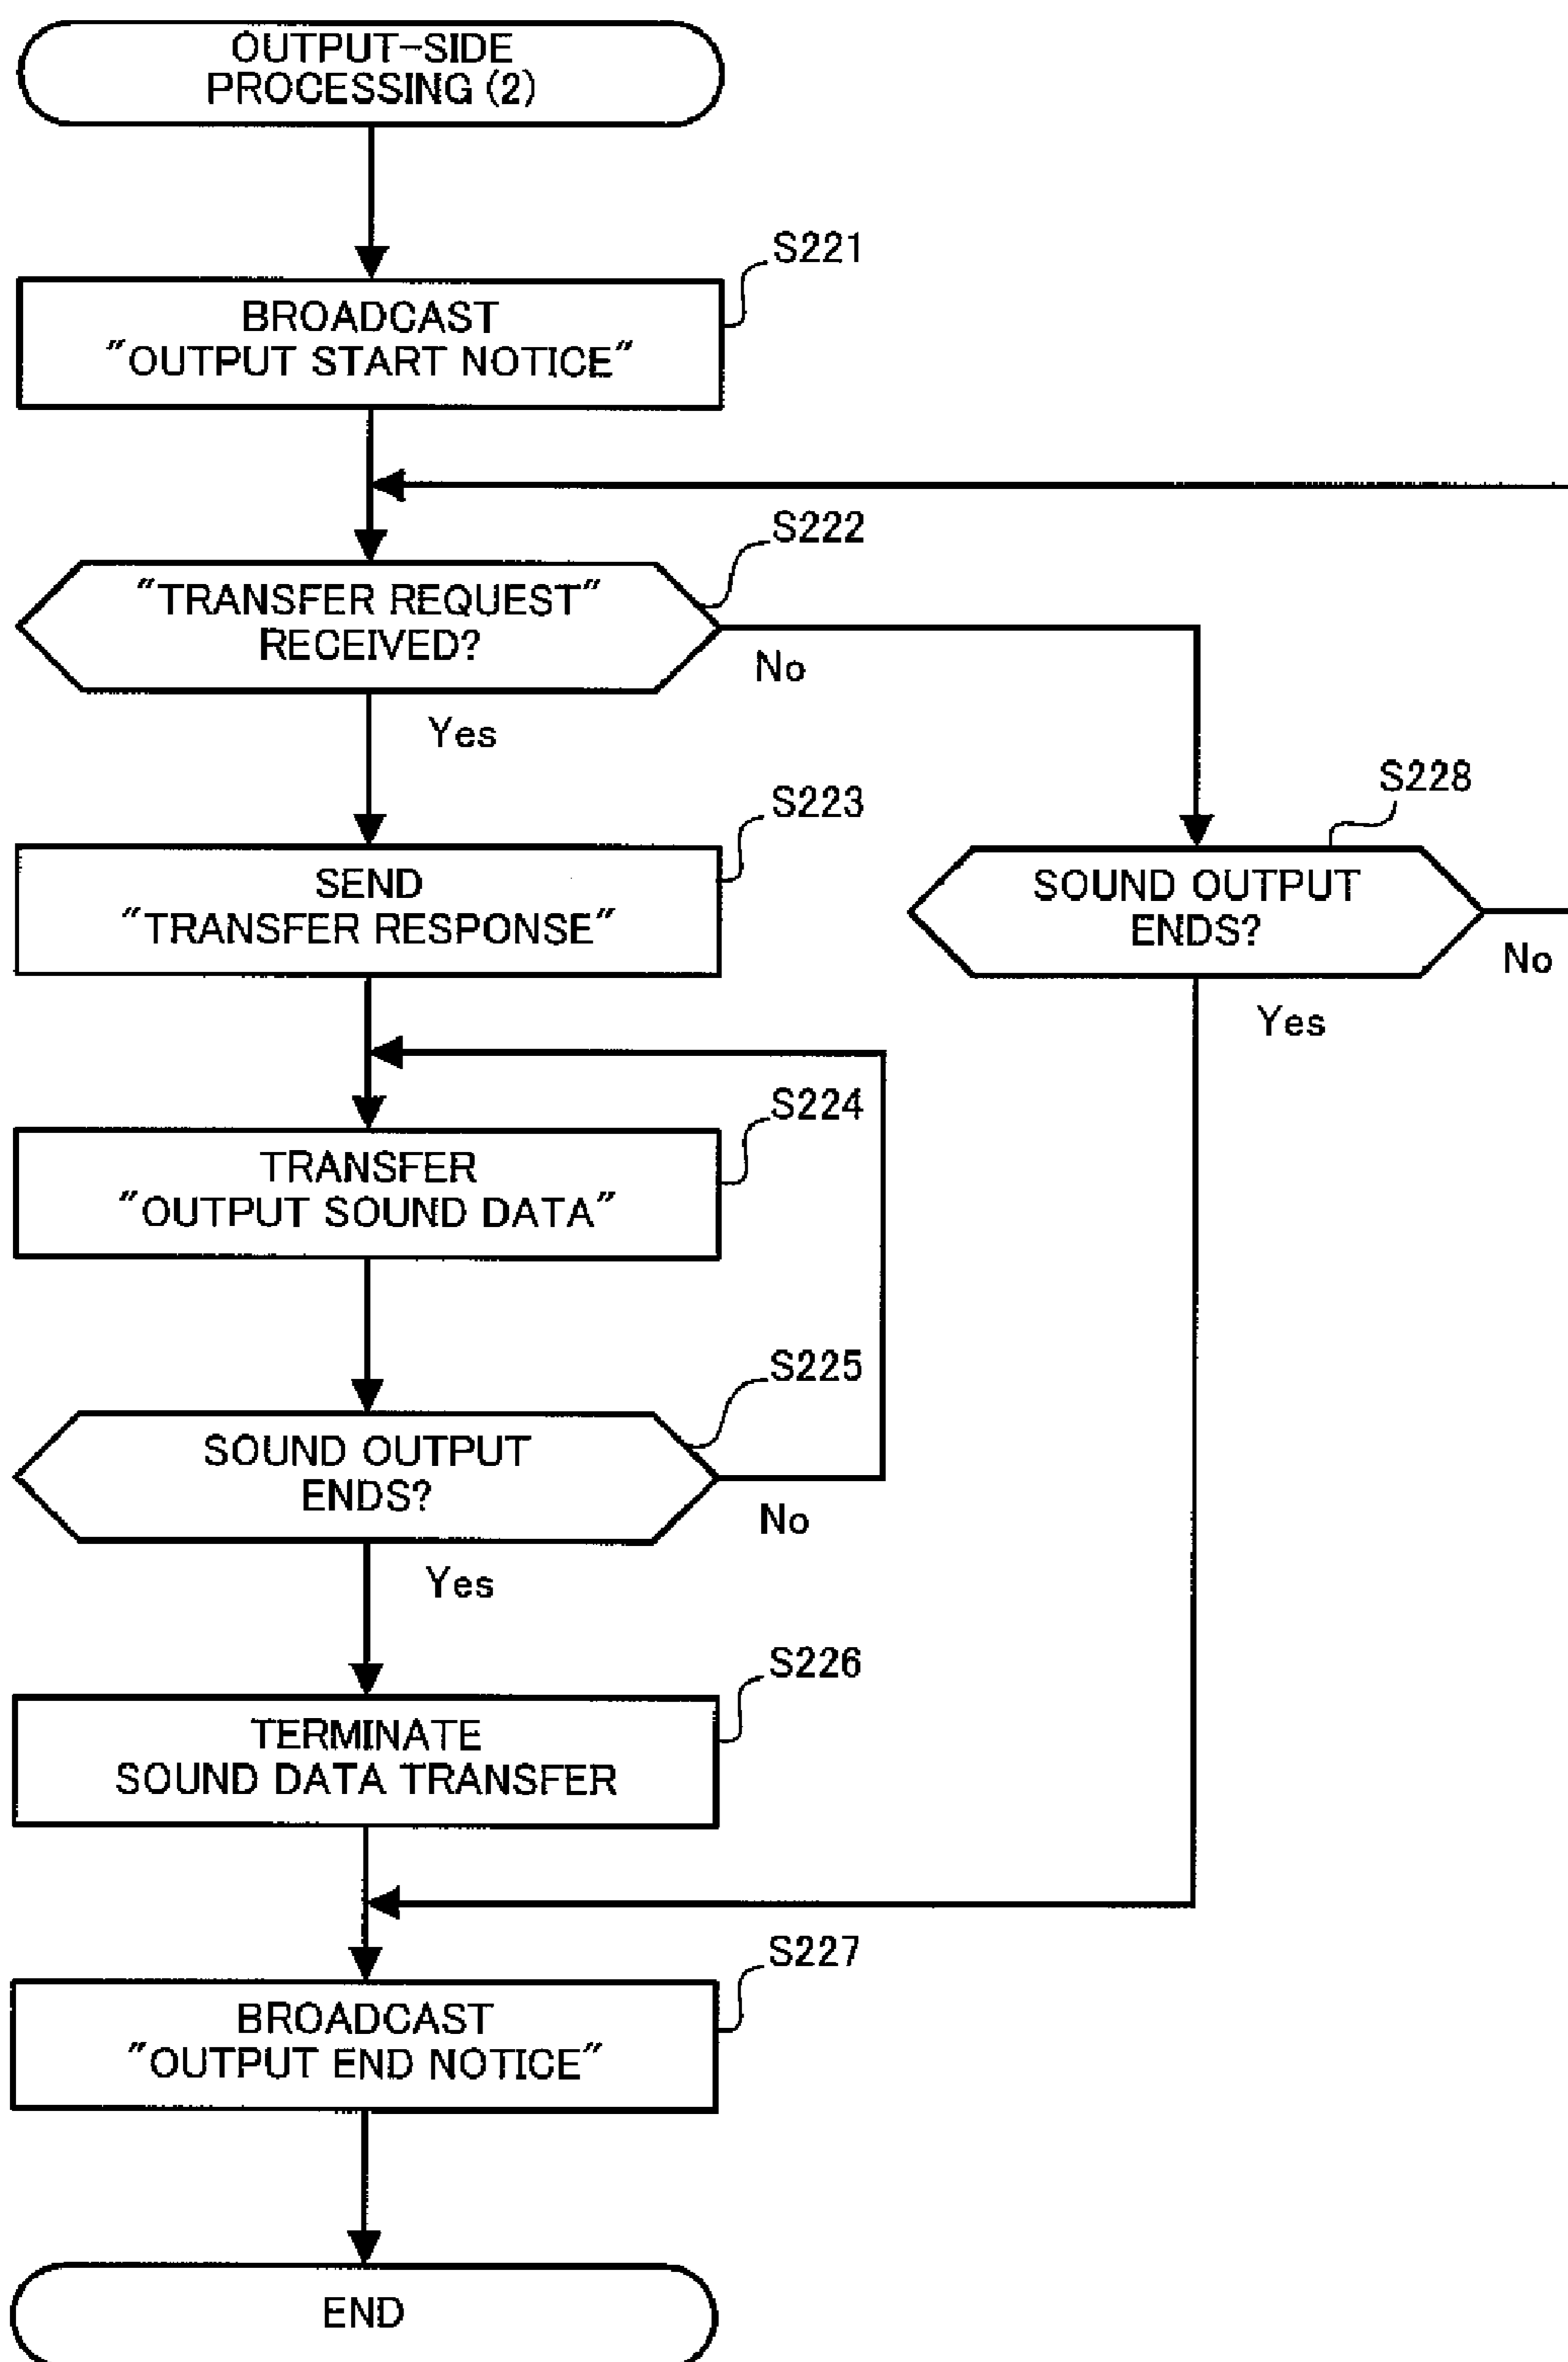 OUTPUT-SIDE
PROCESSING (2)
S221
BROADCAST
"OUTPUT START NOTICE"
S222
"TRANSFER REQUEST"
RECEIVED?
No
Yes
S223
SEND
"TRANSFER RESPONSE"
S228
SOUND OUTPUT
ENDS?
No
Yes
S224
TRANSFER
"OUTPUT SOUND DATA"
S225
SOUND OUTPUT
ENDS?
No
Yes
S226
TERMINATE
SOUND DATA TRANSFER
S227
BROADCAST
"OUTPUT END NOTICE"
END